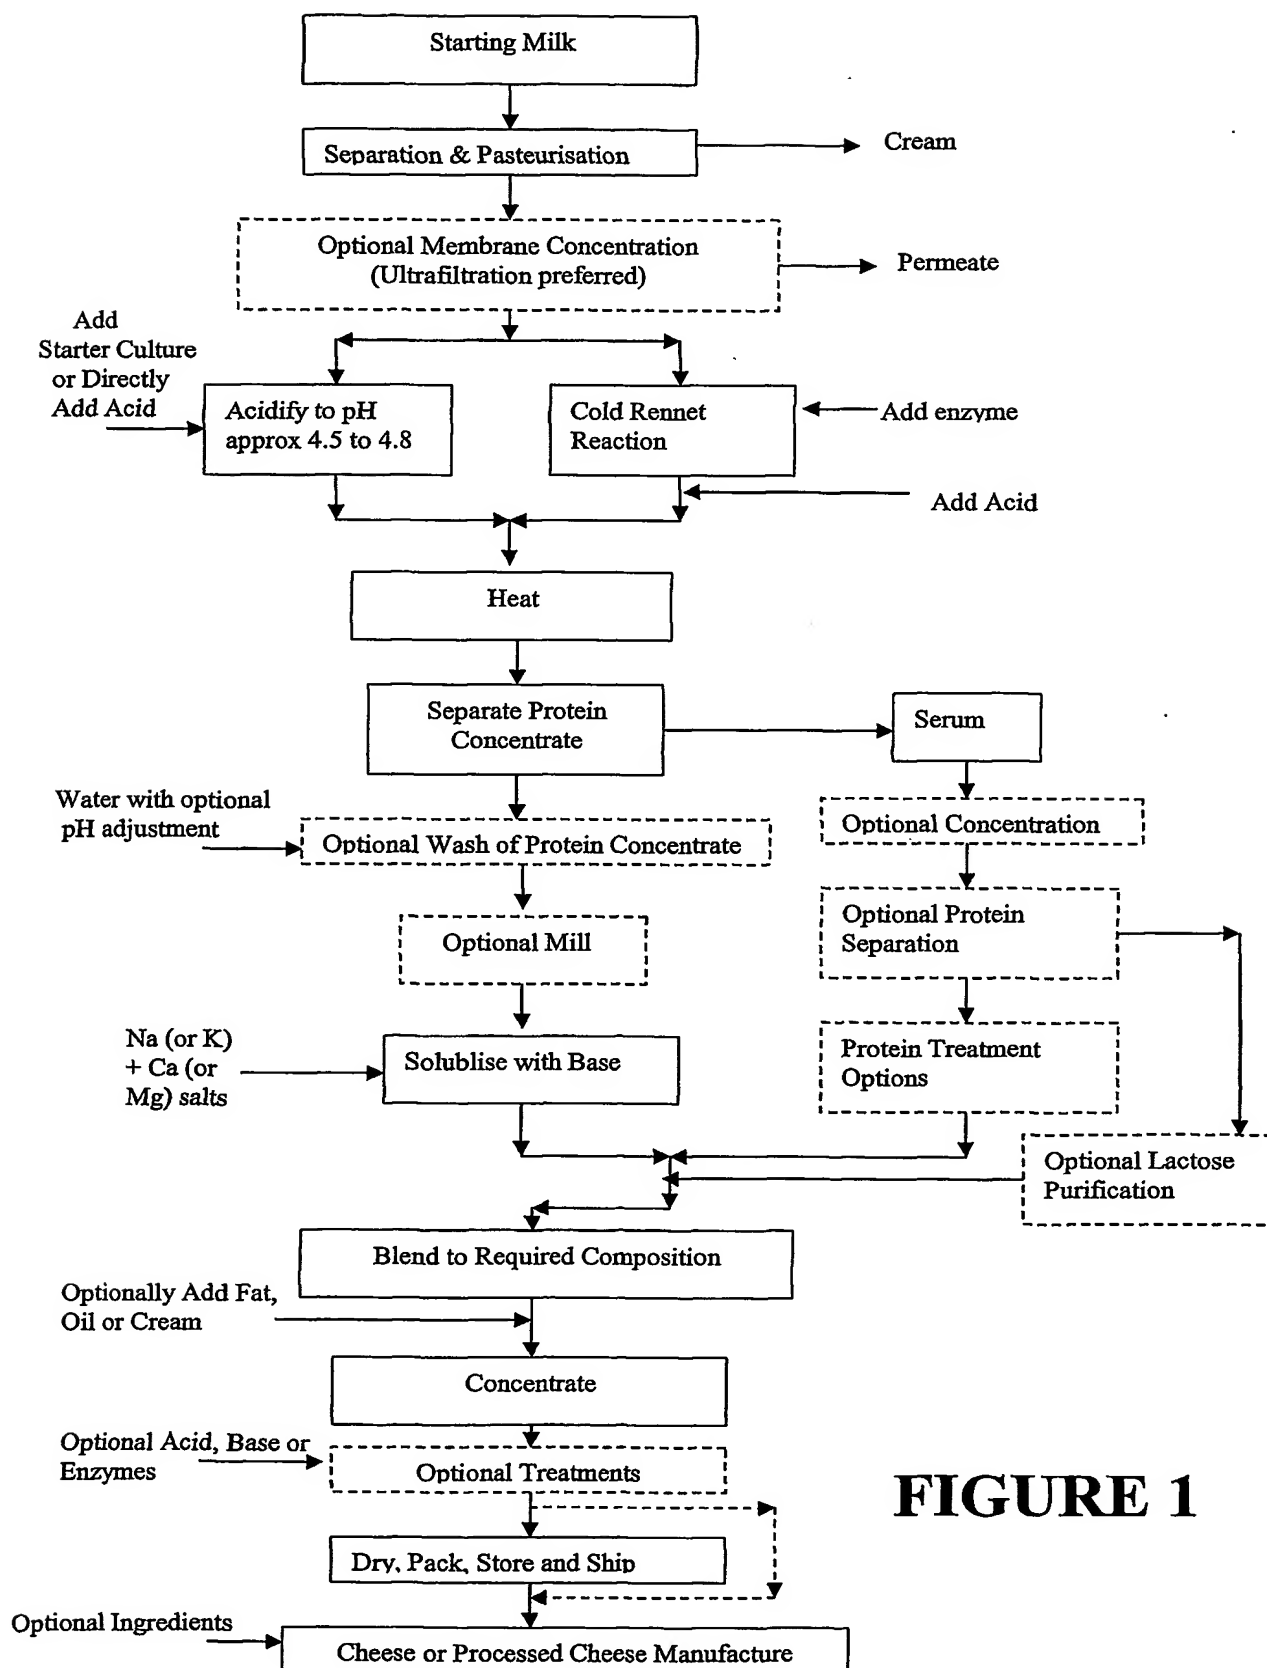 Starting Milk
Separation & Pasteurisation
Cream
Optional Membrane Concentration
(Ultrafiltration preferred)
Permeate
Add
Starter Culture
or Directly
Add Acid
Acidify to pH
approx 4.5 to 4.8
Cold Rennet
Reaction
Add enzyme
Add Acid
Heat
Separate Protein
Concentrate
Serum
Water with optional
pH adjustment
Optional Wash of Protein Concentrate
Optional Concentration
Optional Mill
Optional Protein
Separation
Na (or K)
+ Ca (or
Mg) salts
Solublise with Base
Protein Treatment
Options
Optional Lactose
Purification
Blend to Required Composition
Optionally Add Fat,
Oil or Cream
Concentrate
Optional Acid, Base or
Enzymes
Optional Treatments
FIGURE 1
Dry, Pack, Store and Ship
Optional Ingredients
Cheese or Processed Cheese Manufacture